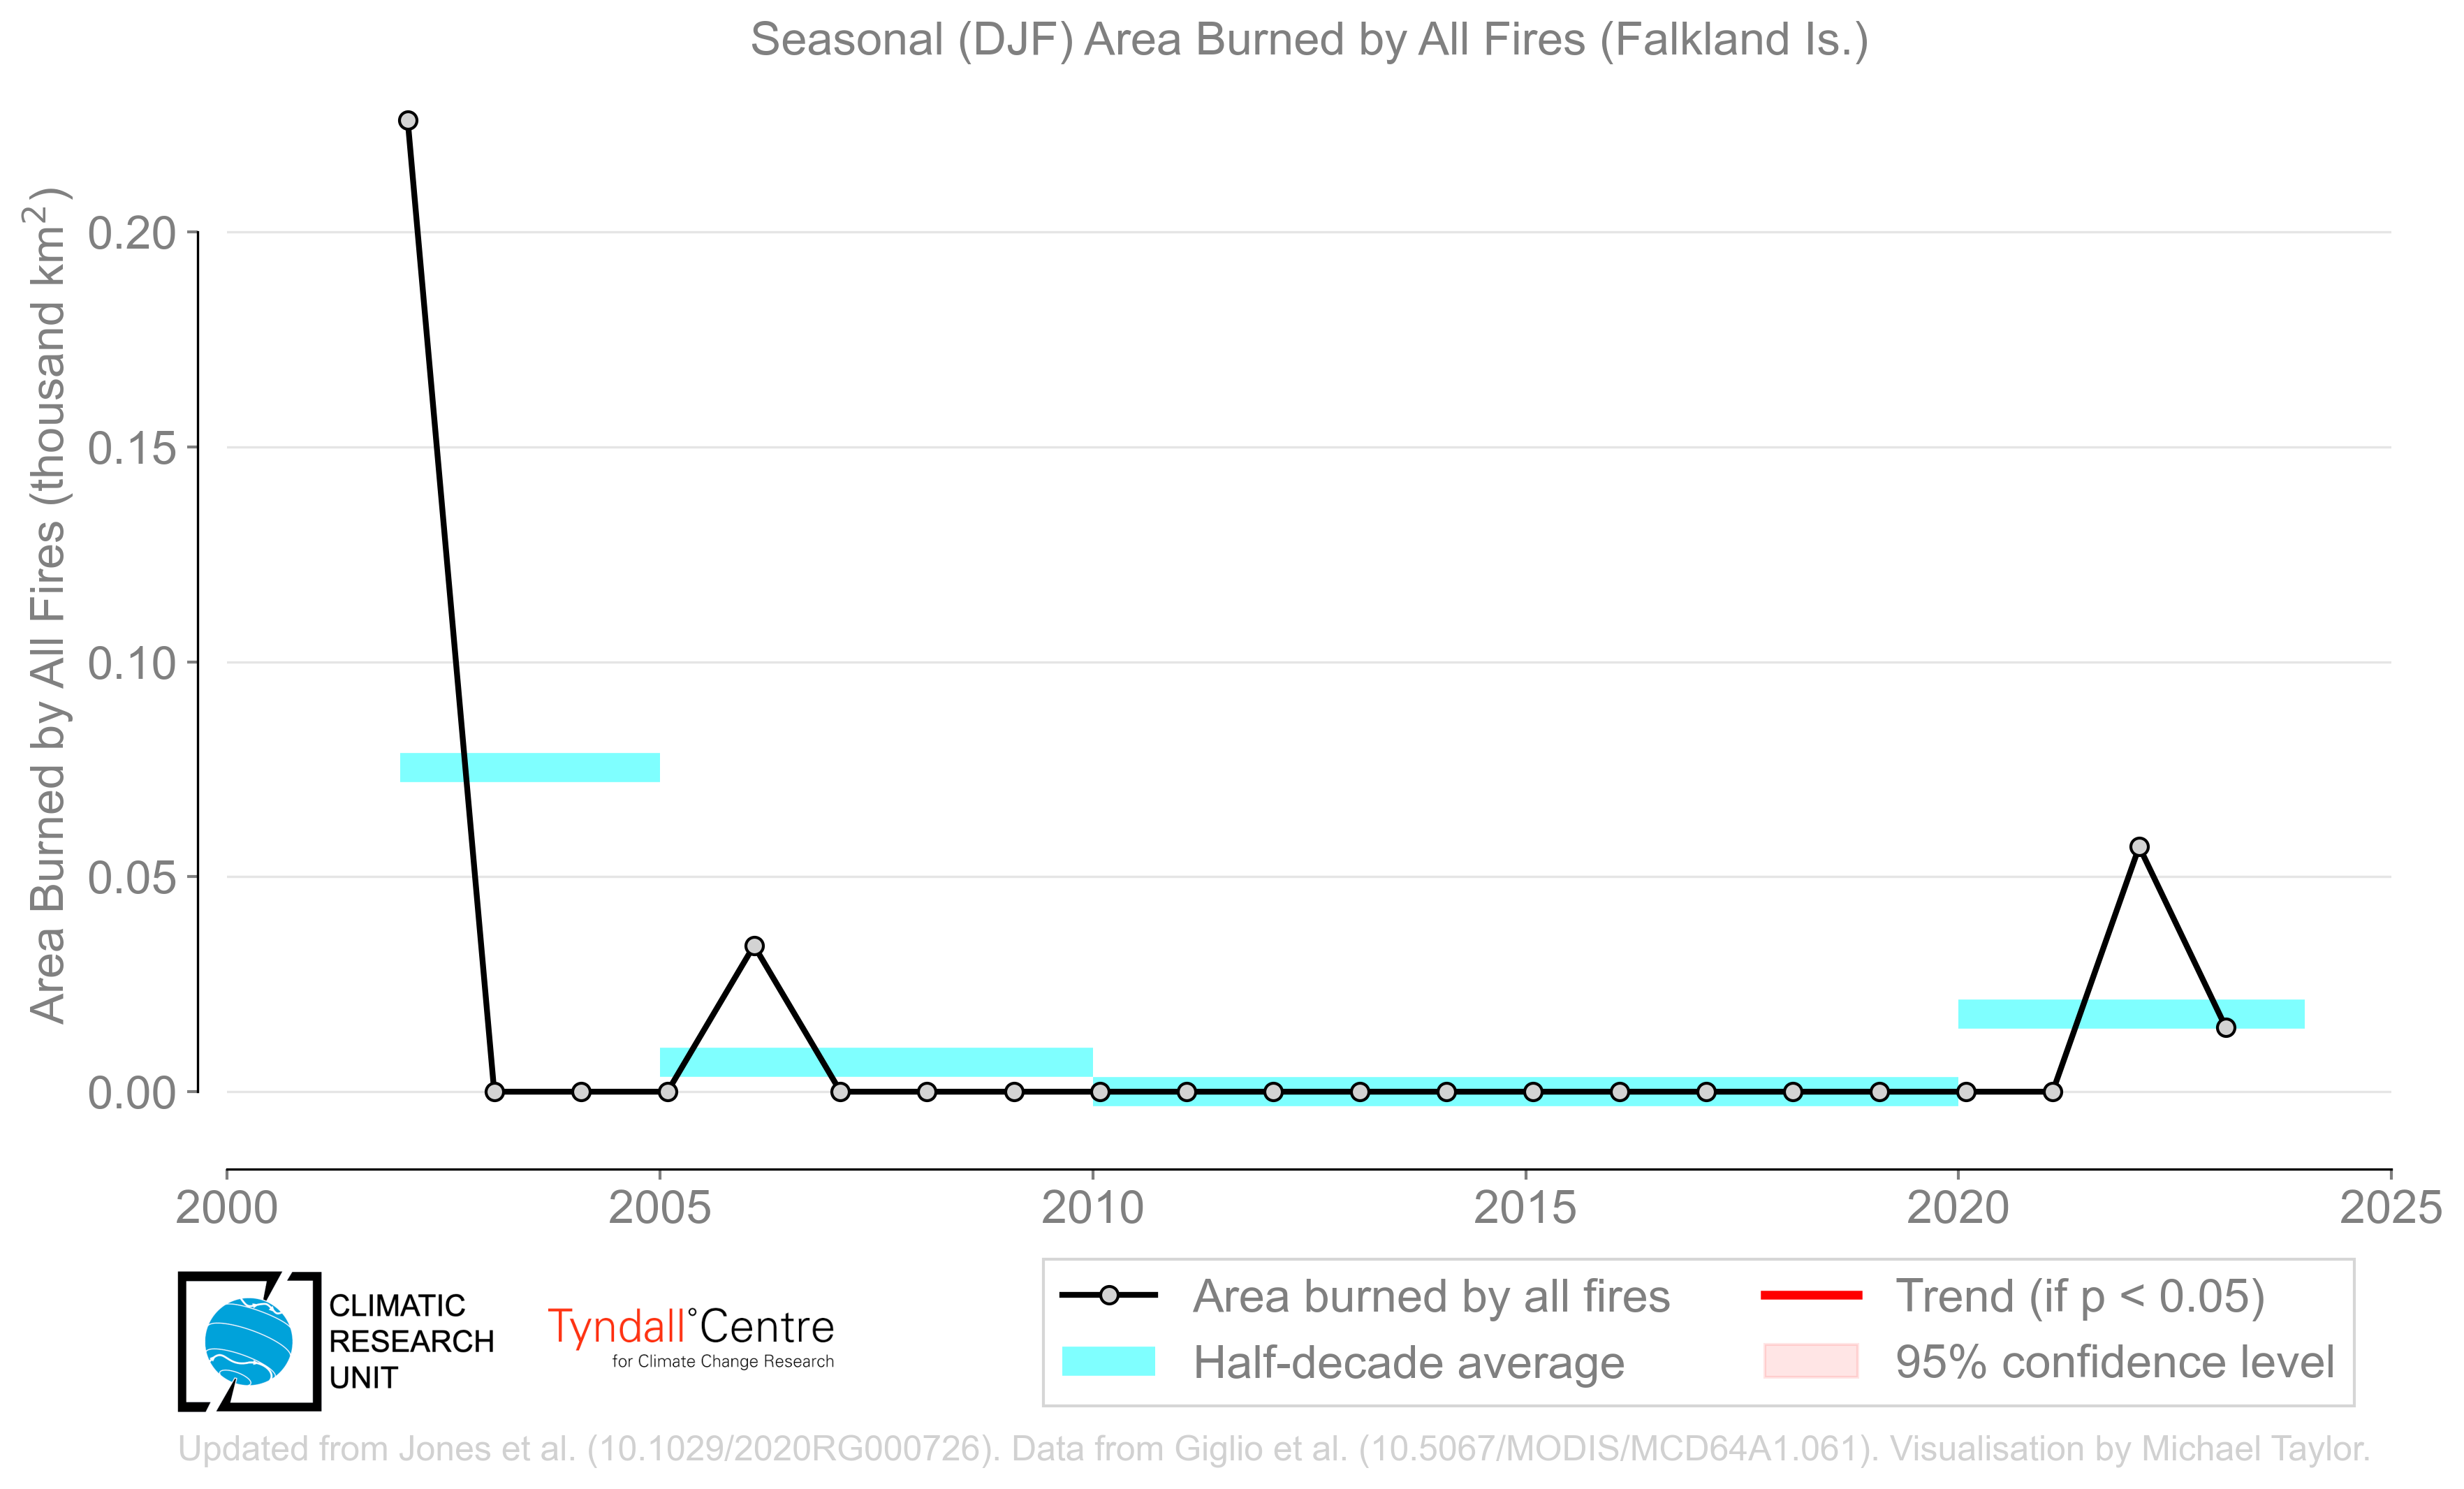 Seasonal (DJF) Area Burned by All Fires (Falkland Is.)
Area Burned by All Fires (thousand km²)
0.20
0.15
0.10
0.05
0.00
2000 2005 2010 2015 2020 2025
CLIMATIC
RESEARCH
UNIT
Tyndall°Centre
for Climate Change Research
Area burned by all fires
Half-decade average
Trend (if p < 0.05)
95% confidence level
Updated from Jones et al. (10.1029/2020RG000726). Data from Giglio et al. (10.5067/MODIS/MCD64A1.061). Visualisation by Michael Taylor.